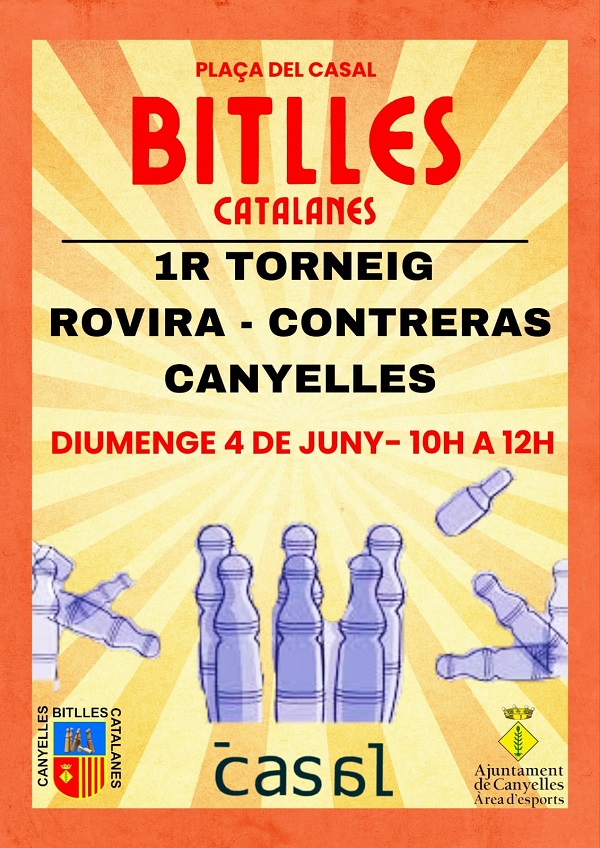 PLAÇA DEL CASAL
BITLLES
CATALANES
1R TORNEIG
ROVIRA - CONTRERAS
CANYELLES
DIUMENGE 4 DE JUNY- 10H A 12H
CANYELLES
BITLLES
CATALANES
casal
Ajuntament
de Canyelles
Àrea d'esports